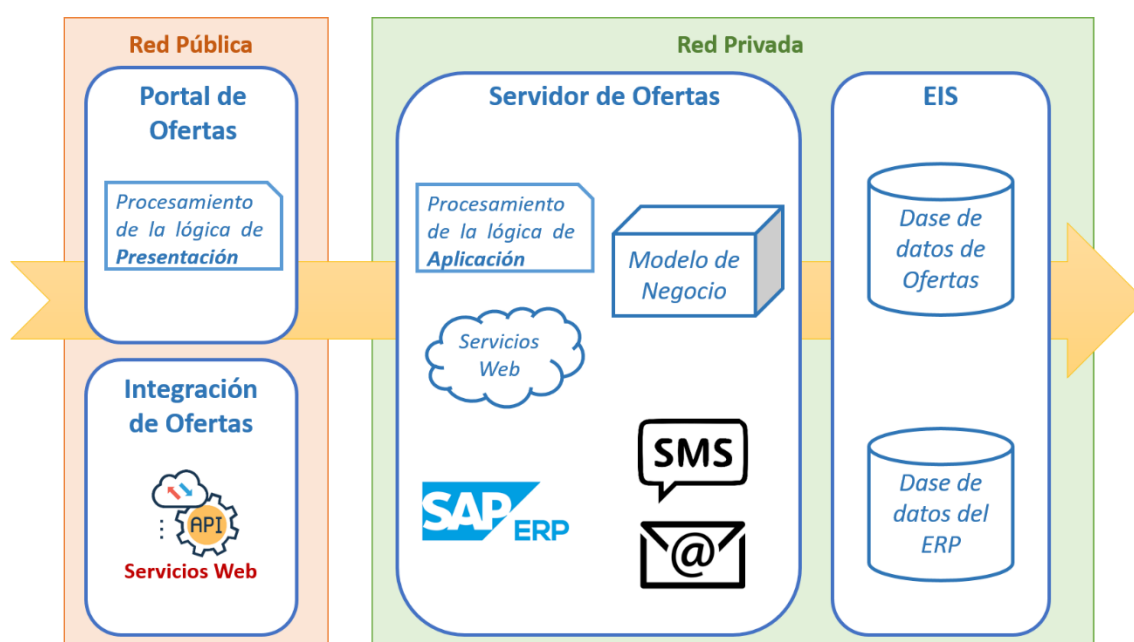 Red Pública
Portal de
Ofertas
Procesamiento
de la lógica de
Presentación
Integración
de Ofertas
API
Servicios Web
Red Privada
Servidor de Ofertas
Procesamiento
de la lógica de
Aplicación
Modelo de
Negocio
Servicios
Web
SMS
SAP ERP
@
EIS
Dase de
datos de
Ofertas
Dase de
datos del
ERP